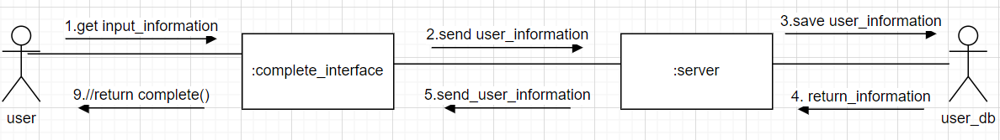 1.get input_information
2.send user_information
3.save user_information
:complete_interface
:server
9.//return complete()
5.send_user_information
4. return_information
user
user_db